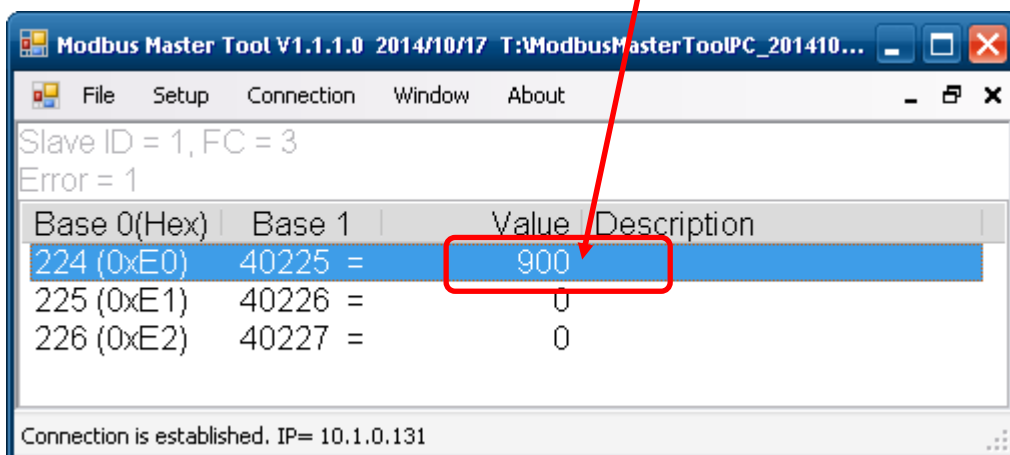 Modbus Master Tool V1.1.1.0 2014/10/17 T:\ModbusMasterToolPC_201410...
File Setup Connection Window About
Slave ID = 1, FC = 3
Error = 1
Base 0(Hex) Base 1 Value Description
224 (0xE0) 40225 = 900
225 (0xE1) 40226 = 0
226 (0xE2) 40227 = 0
Connection is established. IP= 10.1.0.131